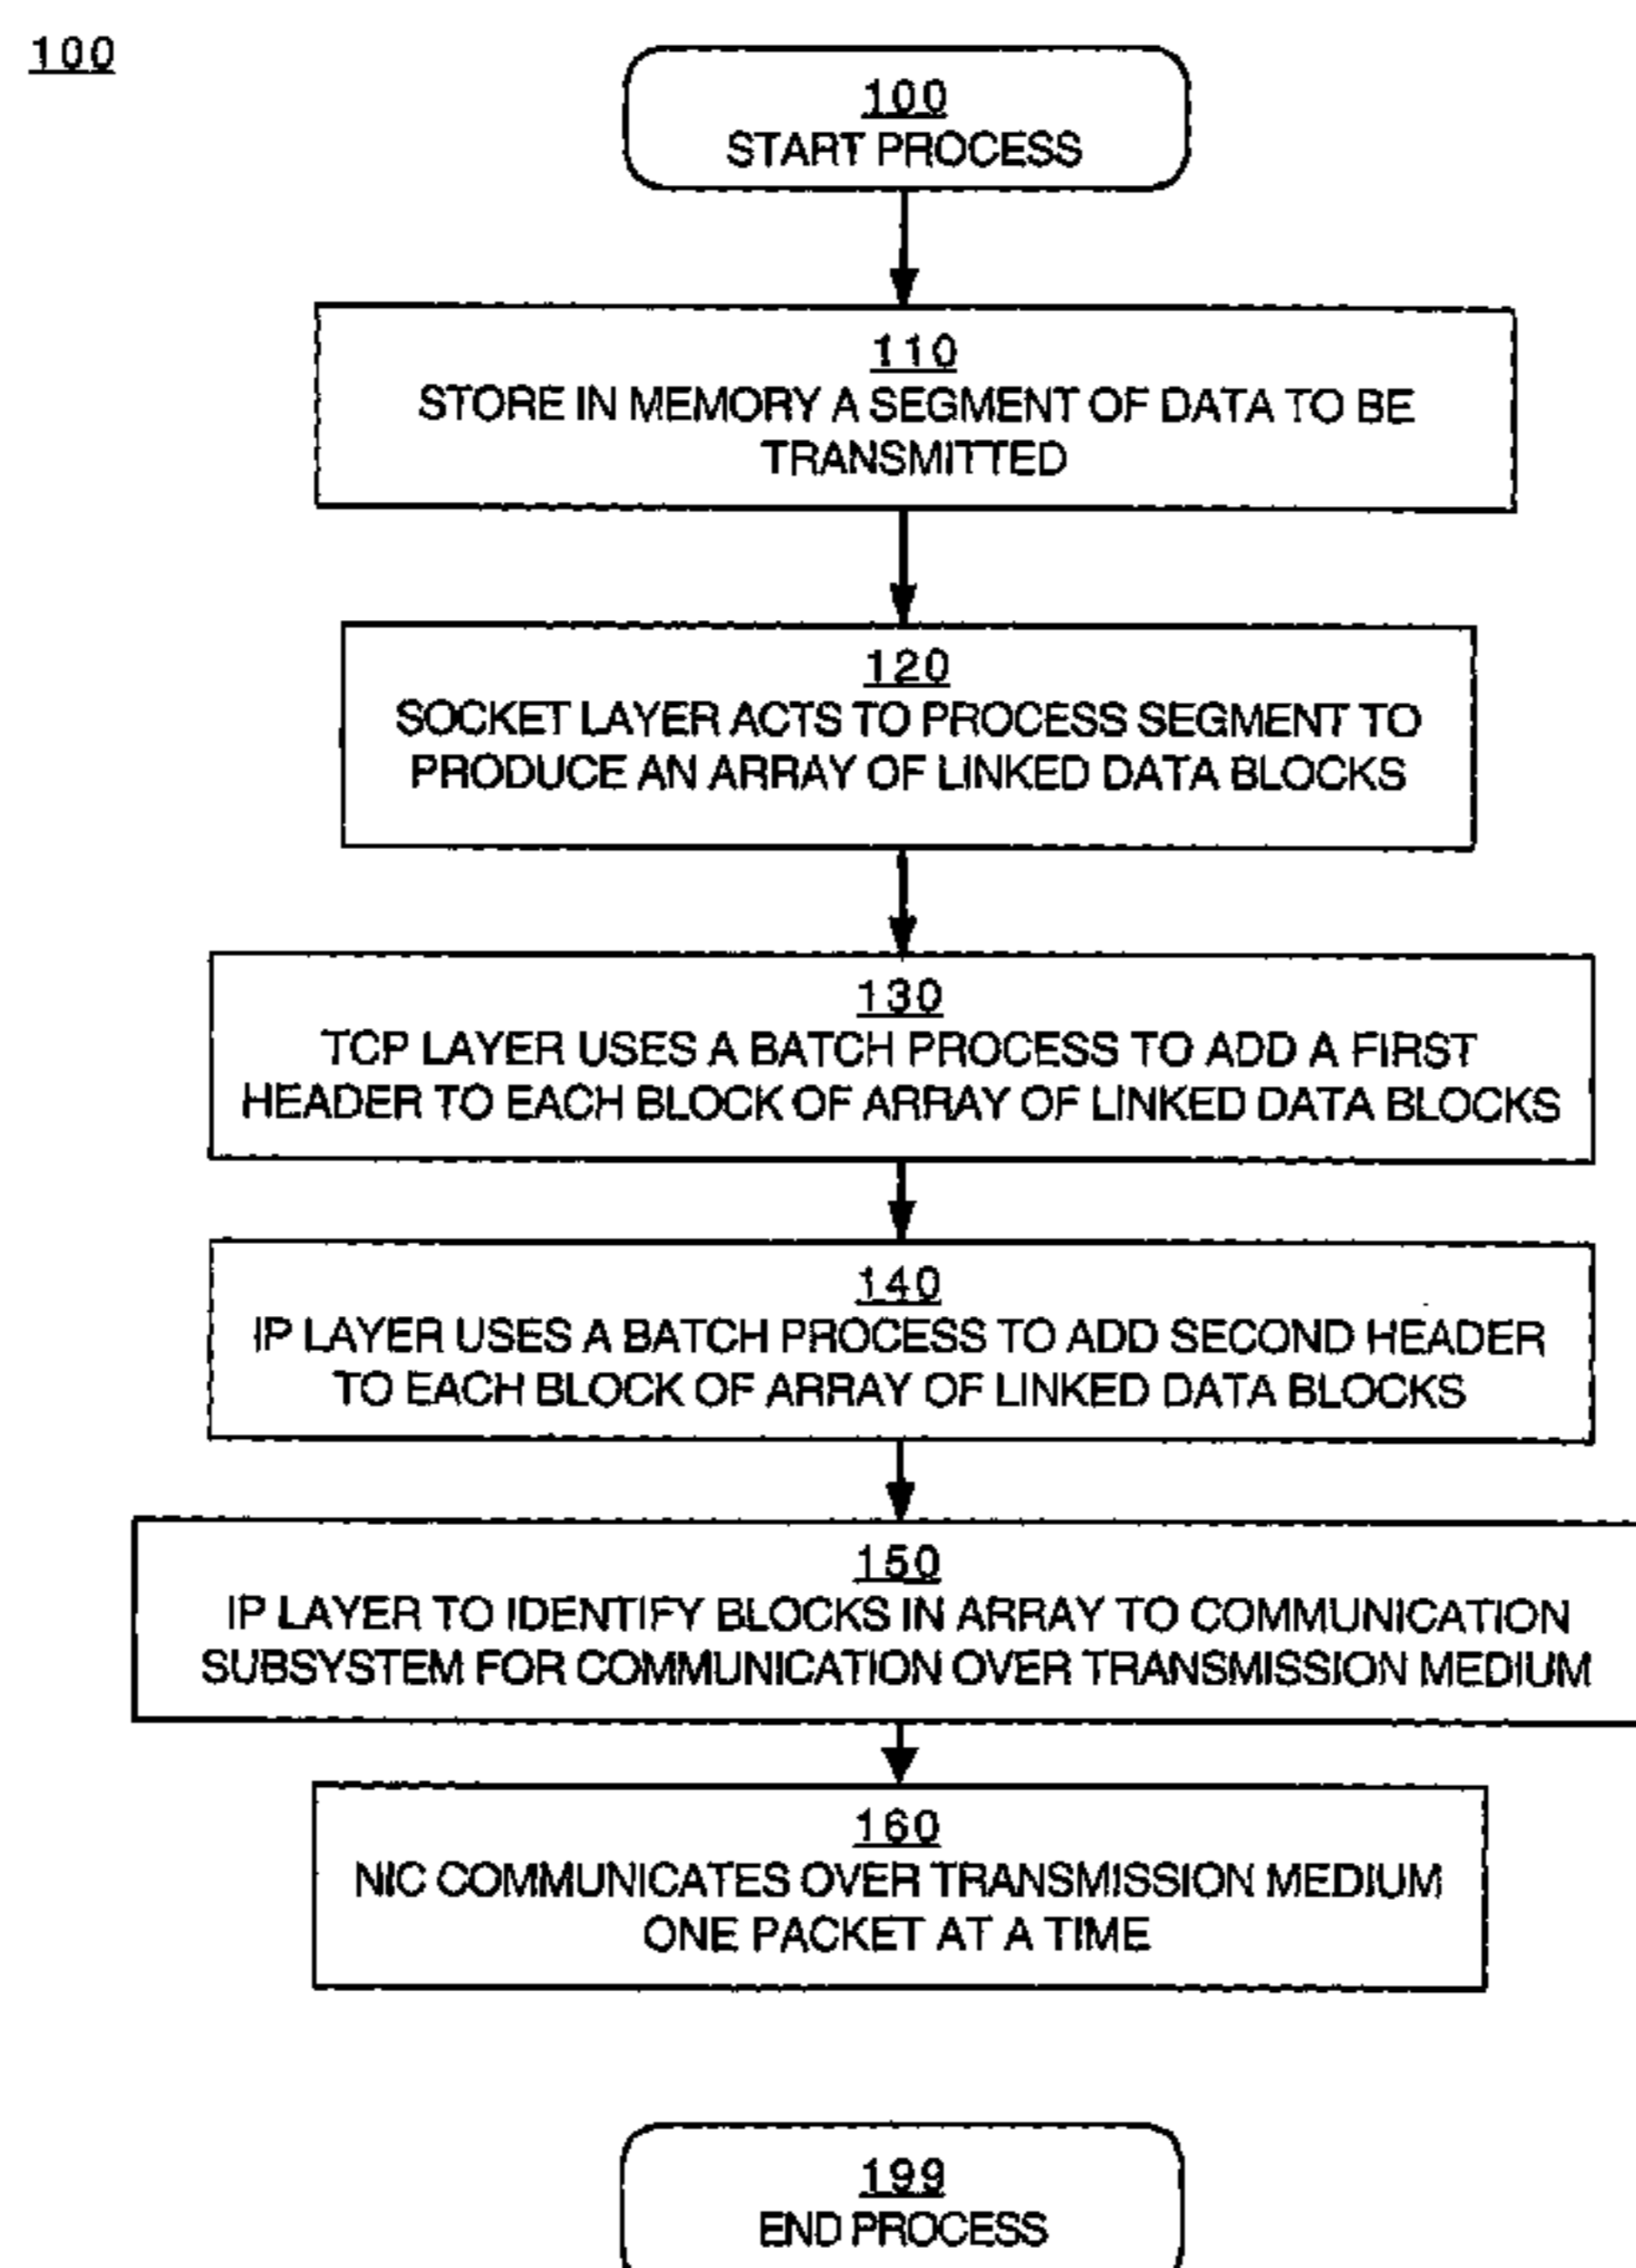 100
100
START PROCESS
110
STORE IN MEMORY A SEGMENT OF DATA TO BE
TRANSMITTED
120
SOCKET LAYER ACTS TO PROCESS SEGMENT TO
PRODUCE AN ARRAY OF LINKED DATA BLOCKS
130
TCP LAYER USES A BATCH PROCESS TO ADD A FIRST
HEADER TO EACH BLOCK OF ARRAY OF LINKED DATA BLOCKS
140
IP LAYER USES A BATCH PROCESS TO ADD SECOND HEADER
TO EACH BLOCK OF ARRAY OF LINKED DATA BLOCKS
150
IP LAYER TO IDENTIFY BLOCKS IN ARRAY TO COMMUNICATION
SUBSYSTEM FOR COMMUNICATION OVER TRANSMISSION MEDIUM
160
NIC COMMUNICATES OVER TRANSMISSION MEDIUM
ONE PACKET AT A TIME
199
END PROCESS